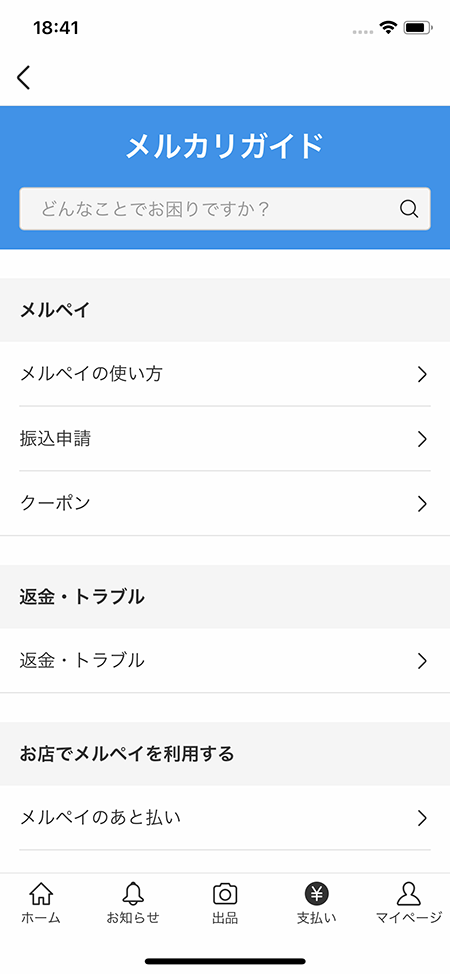 18:41
メルカリガイド
どんなことでお困りですか？
メルペイ
メルペイの使い方
振込申請
クーポン
返金・トラブル
返金・トラブル
お店でメルペイを利用する
メルペイのあと払い
ホーム
お知らせ
出品
支払い
マイページ